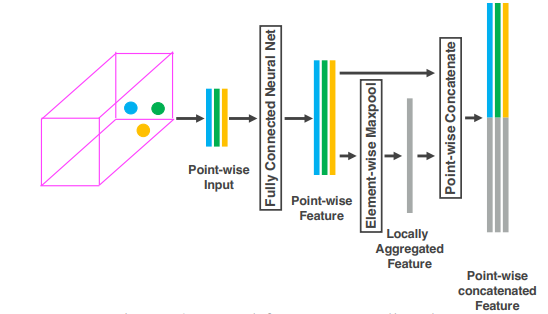 Point-wise
Input
Fully Connected Neural Net
Point-wise
Feature
Element-wise Maxpool
Locally
Aggregated
Feature
Point-wise Concatenate
Point-wise
concatenated
Feature